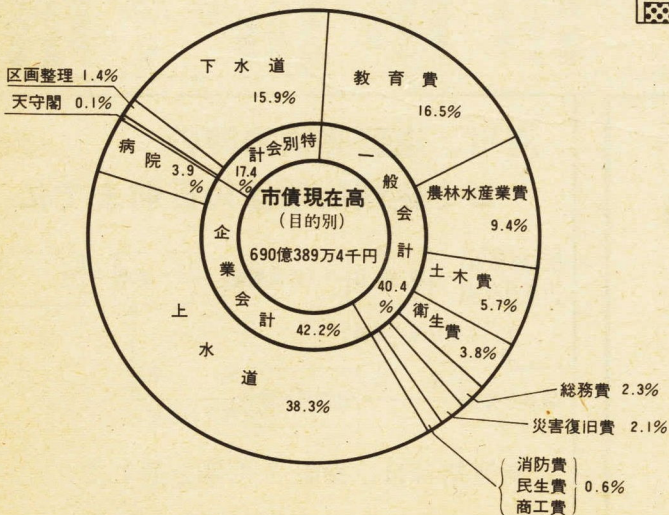 市債現在高
(目的別)
690億389万4千円
一般会計
40.4%
教育費
16.5%
農林水産業費
9.4%
土木費
5.7%
衛生費
3.8%
総務費 2.3%
災害復旧費 2.1%
消防費
民生費
商工費
0.6%
企業会計
42.2%
上水道
38.3%
病院
3.9%
特別会計
17.4%
天守閣 0.1%
区画整理 1.4%
下水道
15.9%